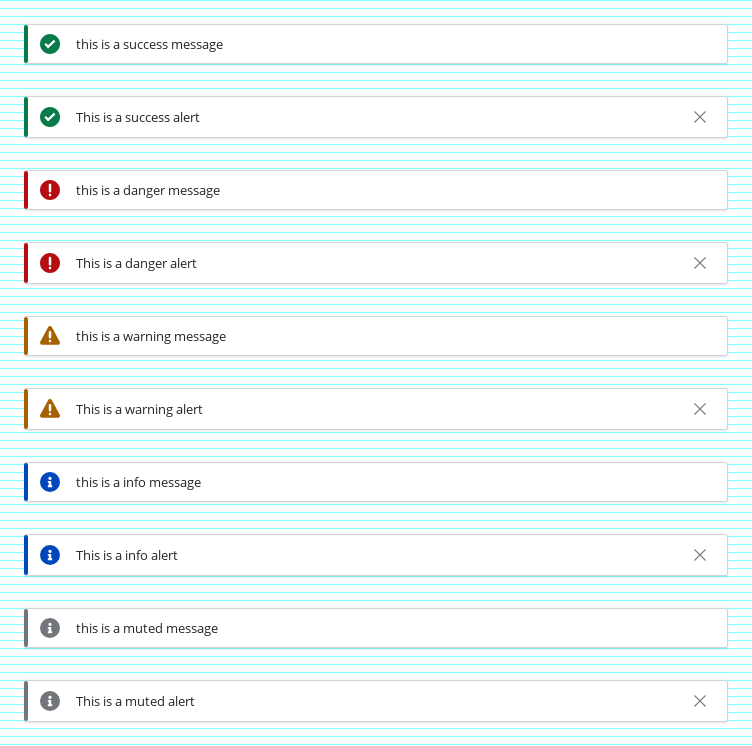 this is a success message
This is a success alert
this is a danger message
This is a danger alert
this is a warning message
This is a warning alert
this is a info message
This is a info alert
this is a muted message
This is a muted alert